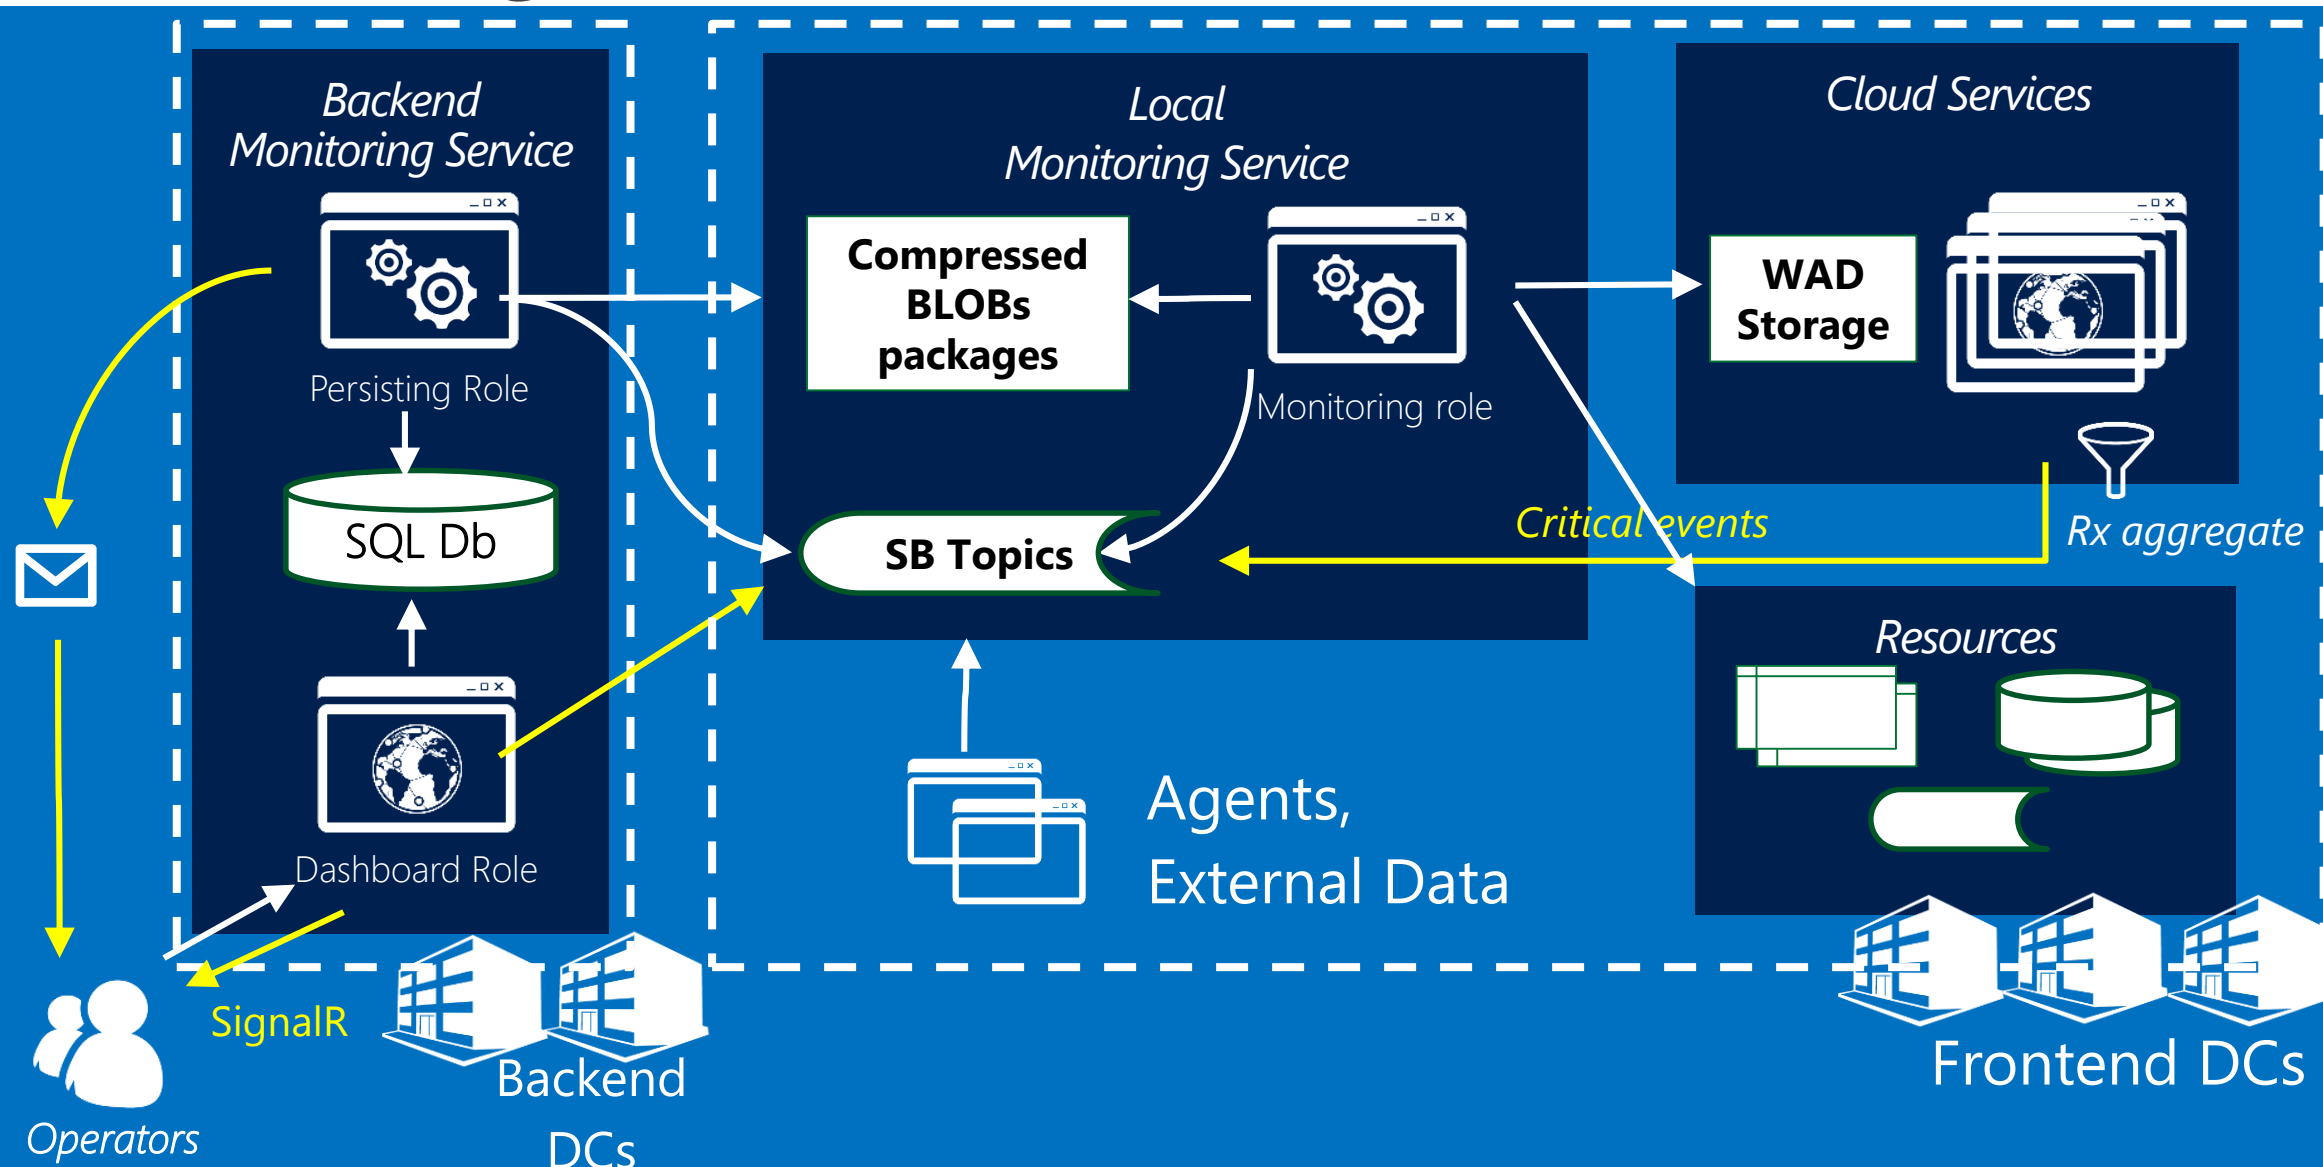 Backend
Monitoring Service
Persisting Role
SQL Db
Dashboard Role
SignalR
Operators
Backend
DCs
Local
Monitoring Service
Compressed
BLOBs
packages
Monitoring role
SB Topics
Critical events
Agents,
External Data
Cloud Services
WAD
Storage
Rx aggregate
Resources
Frontend DCs